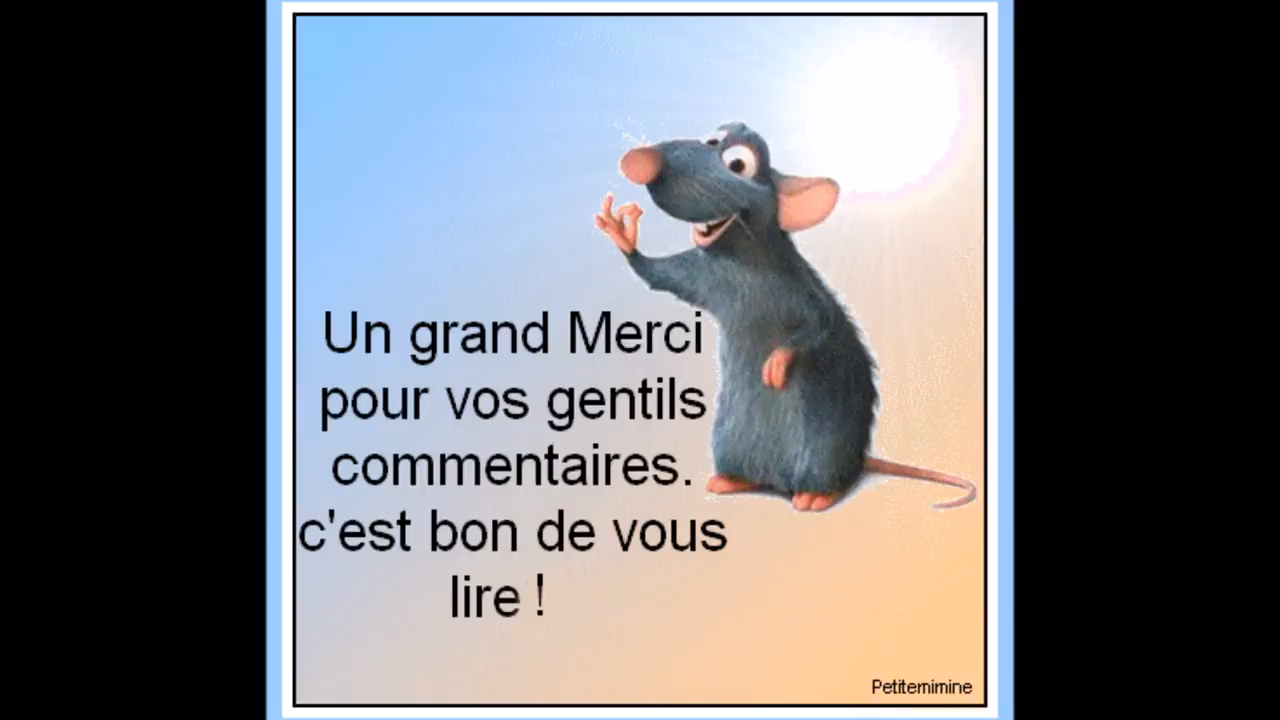 Un grand Merci
pour vos gentils
commentaires.
c'est bon de vous
lire !
Petitemimine